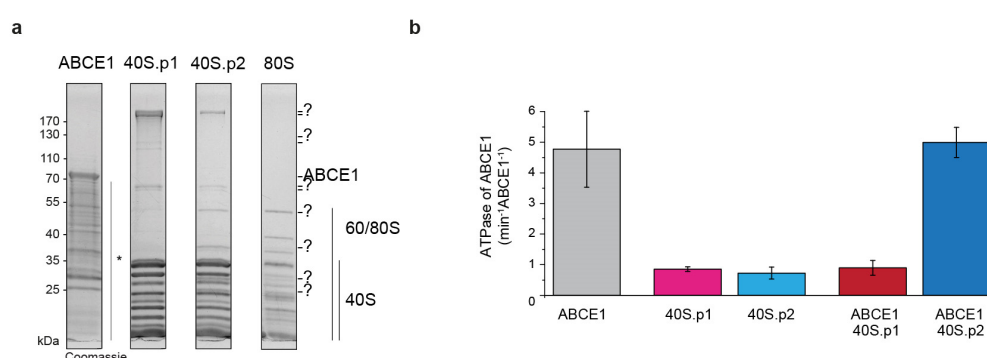 a
b
ABCE1 40S.p1 40S.p2 80S
170
130
110
70
55
40
35
25
kDa
*
?
?
ABCE1
?
?
?
?
?
60/80S
40S
Coomassie
ATPase of ABCE1
(min-1ABCE1-1)
6
5
4
3
2
1
0
ABCE1
40S.p1
40S.p2
ABCE1
40S.p1
ABCE1
40S.p2